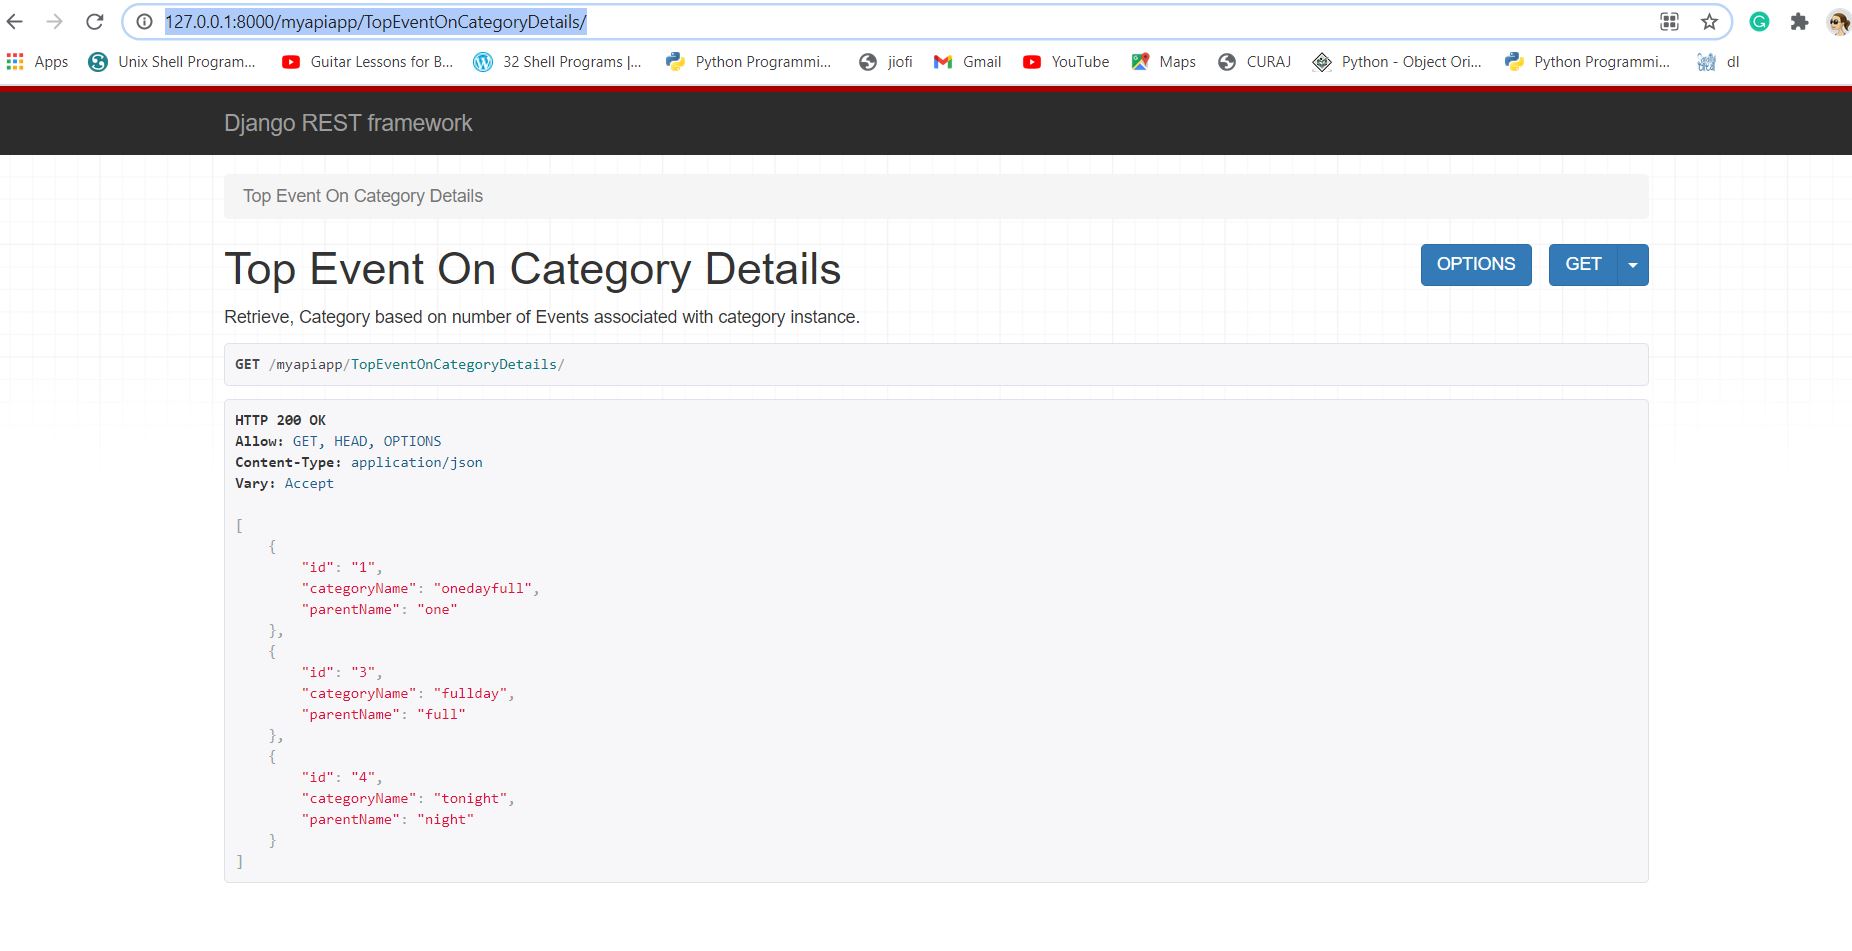 127.0.0.1:8000/myapiapp/TopEventOnCategoryDetails/
Apps Unix Shell Program... Guitar Lessons for B... 32 Shell Programs |... Python Programmi... jiofi Gmail YouTube Maps CURAJ Python - Object Ori... Python Programmi... dl
Django REST framework
Top Event On Category Details
Top Event On Category Details OPTIONS GET
Retrieve, Category based on number of Events associated with category instance.
GET /myapiapp/TopEventOnCategoryDetails/
HTTP 200 OK
Allow: GET, HEAD, OPTIONS
Content-Type: application/json
Vary: Accept
[
    {
        "id": "1",
        "categoryName": "onedayfull",
        "parentName": "one"
    },
    {
        "id": "3",
        "categoryName": "fullday",
        "parentName": "full"
    },
    {
        "id": "4",
        "categoryName": "tonight",
        "parentName": "night"
    }
]